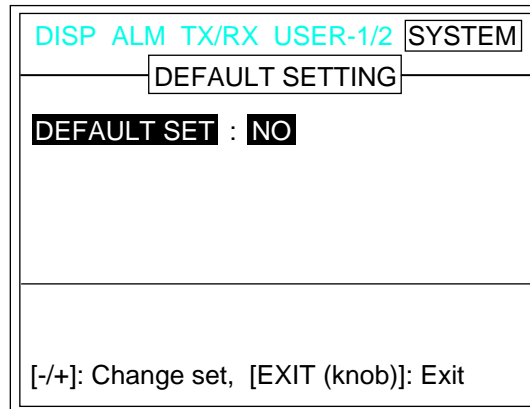 DISP ALM TX/RX USER-1/2 SYSTEM
DEFAULT SETTING
DEFAULT SET : NO
[-/+]: Change set, [EXIT (knob)]: Exit